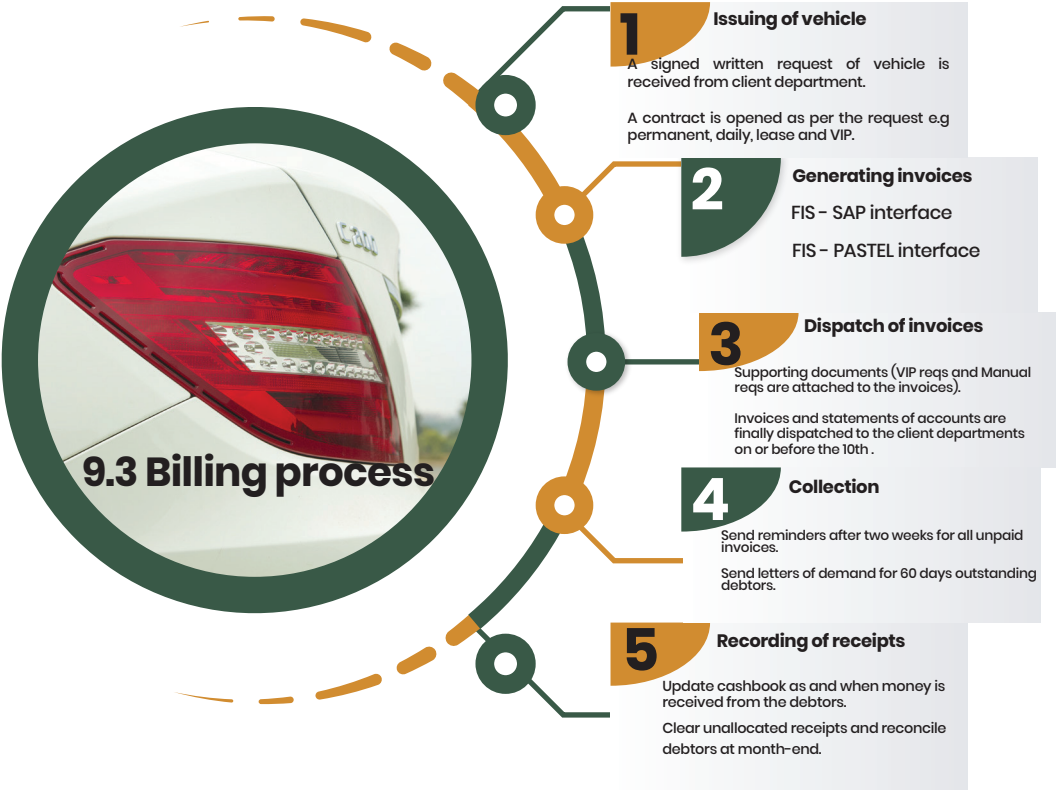 9.3 Billing process
1
Issuing of vehicle
A signed written request of vehicle is
received from client department.
A contract is opened as per the request e.g
permanent, daily, lease and VIP.
2
Generating invoices
FIS - SAP interface
FIS - PASTEL interface
3
Dispatch of invoices
Supporting documents (VIP reqs and Manual
reqs are attached to the invoices).
Invoices and statements of accounts are
finally dispatched to the client departments
on or before the 10th .
4
Collection
Send reminders after two weeks for all unpaid
invoices.
Send letters of demand for 60 days outstanding
debtors.
5
Recording of receipts
Update cashbook as and when money is
received from the debtors.
Clear unallocated receipts and reconcile
debtors at month-end.